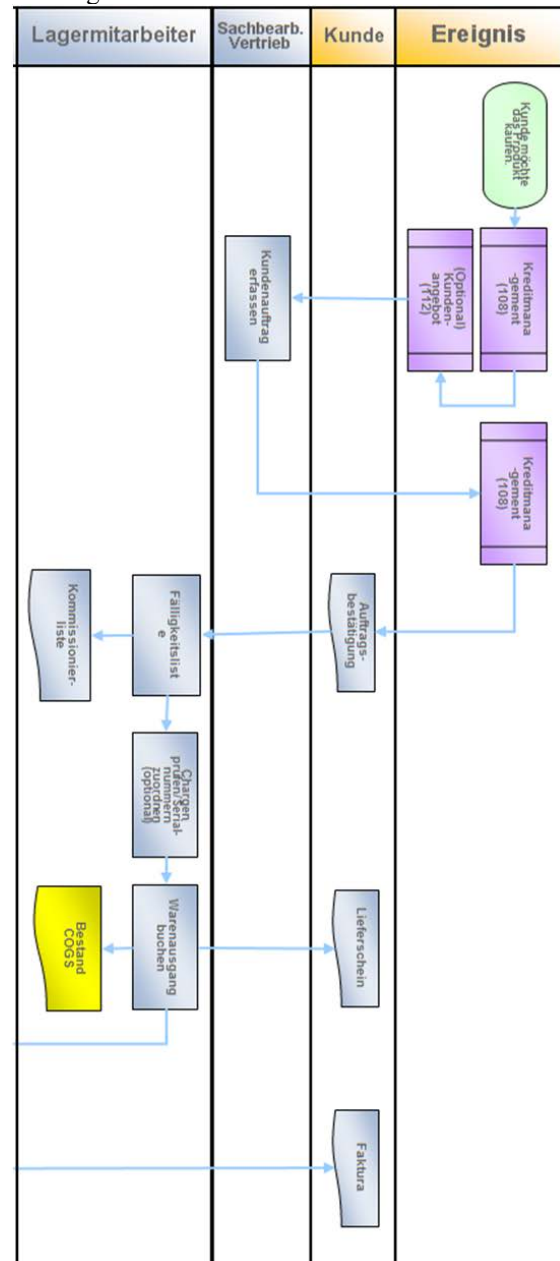 Lagermitarbeiter
Sachbearb.
Vertrieb
Kunde
Ereignis
Kunde möchte
das Produkt
kaufen.
Kreditmana
-gement
(108)
(Optional)
Kunden-
angebot
(112)
Kundenauftrag
erfassen
Kreditmana
-gement
(108)
Auftrags-
bestätigung
Fälligkeitslist
e
Kommissionier-
liste
Chargen
prüfen/Serial-
nummern
zuordnen
(optional)
Warenausgang
buchen
Bestand
COGS
Lieferschein
Faktura